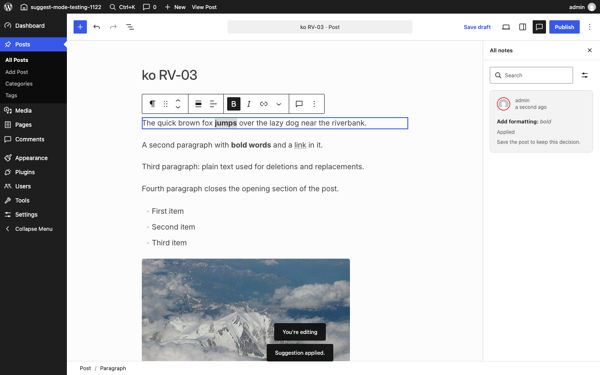 suggest-mode-testing-1122
Ctrl+K
0
New
View Post
admin
Dashboard
Posts
All Posts
Add Post
Categories
Tags
Media
Pages
Comments
Appearance
Plugins
Users
Tools
Settings
Collapse Menu
ko RV-03 · Post
Save draft
Publish
ko RV-03
B
I
The quick brown fox jumps over the lazy dog near the riverbank.
A second paragraph with bold words and a link in it.
Third paragraph: plain text used for deletions and replacements.
Fourth paragraph closes the opening section of the post.
First item
Second item
Third item
You're editing
Suggestion applied.
All notes
Search
admin
a second ago
Add formatting: bold
Applied
Save the post to keep this decision.
Post / Paragraph